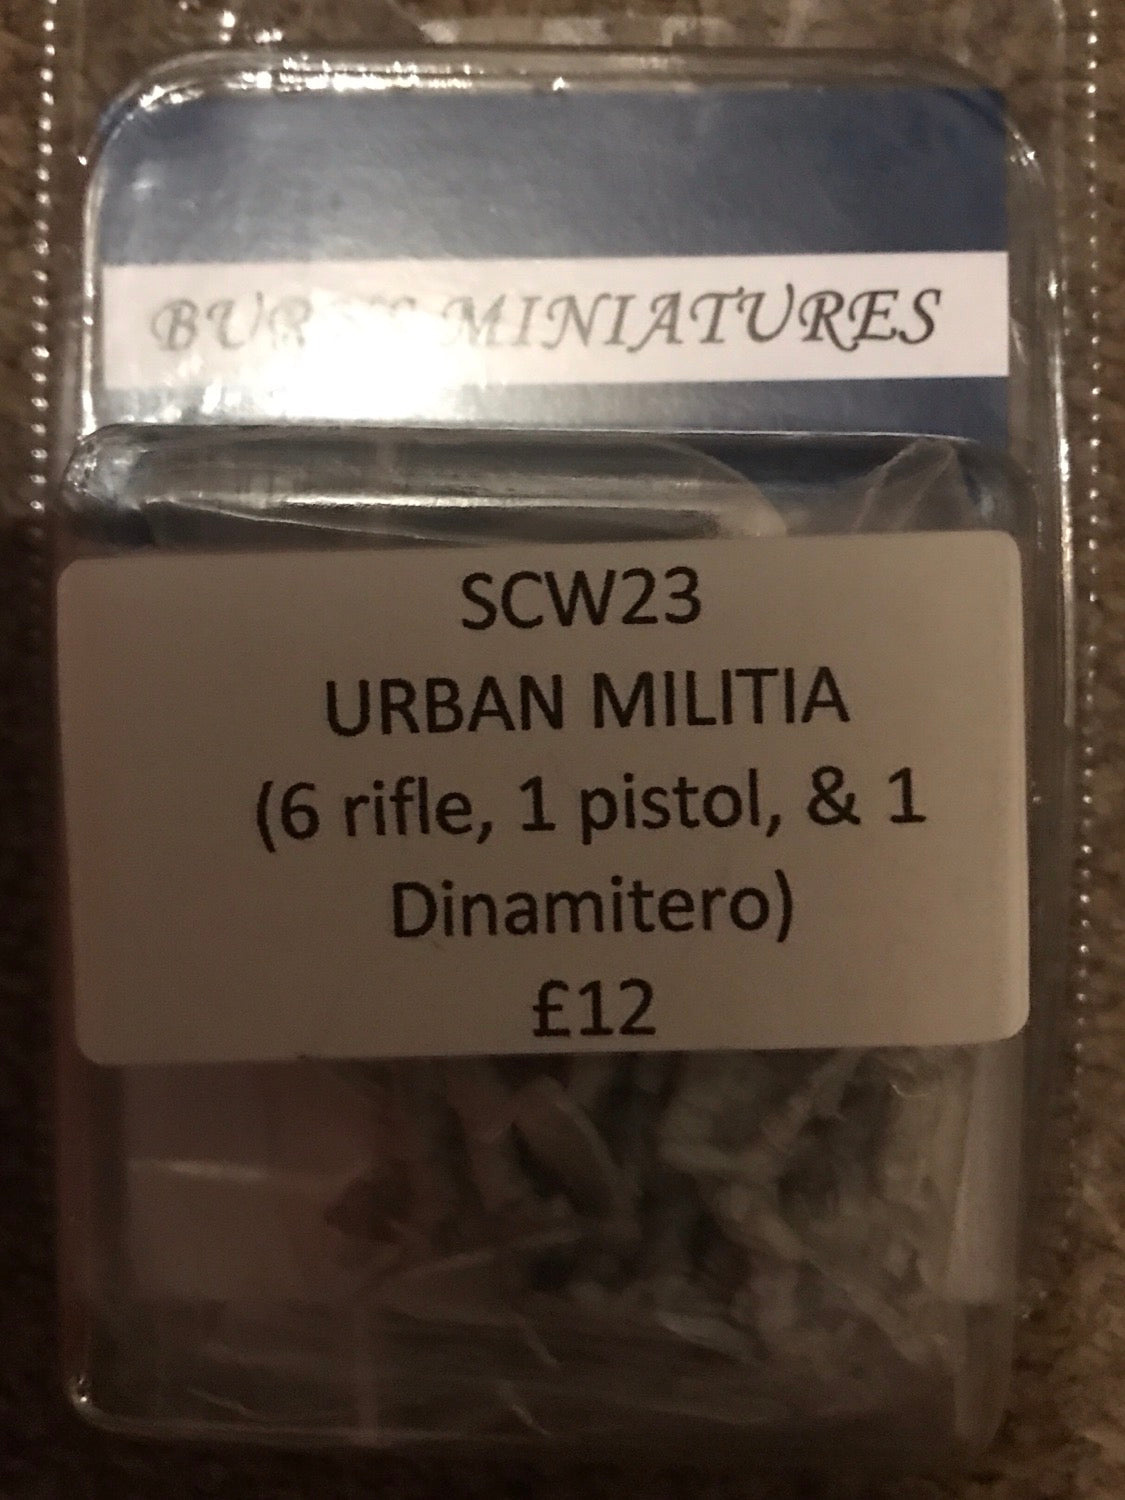 MINIATURES
SCW23
URBAN MILITIA
(6 rifle, 1 pistol, & 1
Dinamitero)
£12